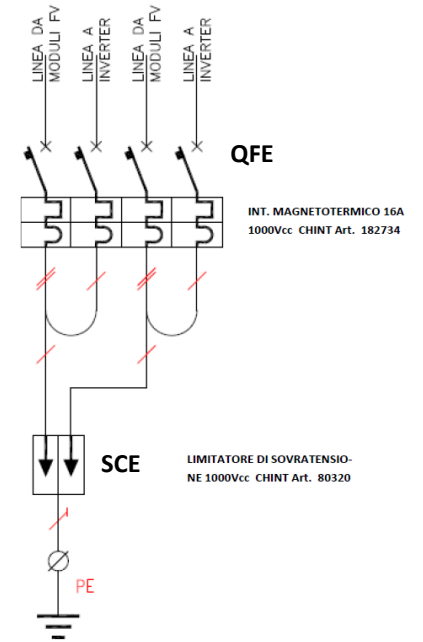 LINEA DA
MODULI FV
LINEA A
INVERTER
LINEA DA
MODULI FV
LINEA A
INVERTER
QFE
INT. MAGNETOTERMICO 16A
1000Vcc CHINT Art. 182734
SCE
LIMITATORE DI SOVRATENSIO-
NE 1000Vcc CHINT Art. 80320
PE